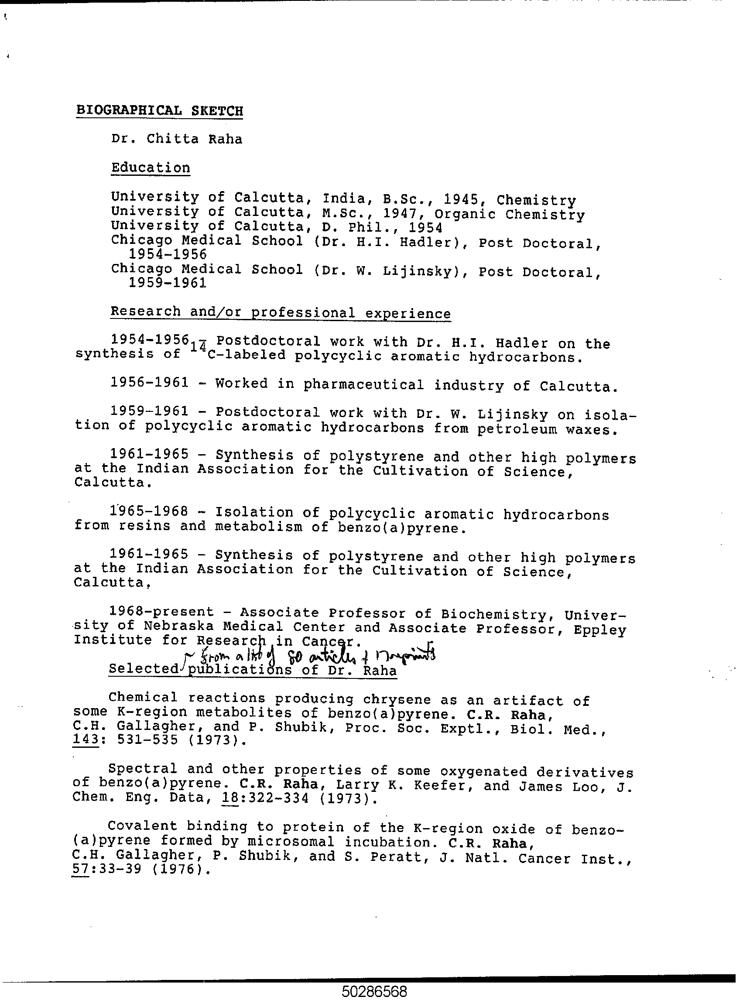 BIOGRAPHICAL SKETCH
Dr. Chitta Raha
Education
University of Calcutta, India, B.Sc., 1945, Chemistry
University of Calcutta, M.Sc., 1947, Organic Chemistry
University of Calcutta, D. Phil., 1954
Chicago Medical School (Dr. H.I. Hadler), Post Doctoral,
1954-1956
Chicago Medical School (Dr. W. Lijinsky), Post Doctoral,
1959-1961
Research and/or professional experience
1954-1956 - Postdoctoral work with Dr. H.I. Hadler on the
synthesis of 14C-labeled polycyclic aromatic hydrocarbons.
1956-1961 - Worked in pharmaceutical industry of Calcutta.
1959-1961 - Postdoctoral work with Dr. W. Lijinsky on isola-
tion of polycyclic aromatic hydrocarbons from petroleum waxes.
1961-1965 - Synthesis of polystyrene and other high polymers
at the Indian Association for the Cultivation of Science,
Calcutta.
1965-1968 - Isolation of polycyclic aromatic hydrocarbons
from resins and metabolism of benzo(a)pyrene.
1961-1965 - Synthesis of polystyrene and other high polymers
at the Indian Association for the Cultivation of Science,
Calcutta,
1968-present - Associate Professor of Biochemistry, Univer-
sity of Nebraska Medical Center and Associate Professor, Eppley
Institute for Research in Cancer.
from a list of 80 articles +
Selected publications of Dr. Raha
Chemical reactions producing chrysene as an artifact of
some K-region metabolites of benzo(a)pyrene. C.R. Raha,
C.H. Gallagher, and P. Shubik, Proc. Soc. Exptl., Biol. Med.,
143: 531-535 (1973).
Spectral and other properties of some oxygenated derivatives
of benzo(a)pyrene. C.R. Raha, Larry K. Keefer, and James Loo, J.
Chem. Eng. Data, 18:322-334 (1973).
Covalent binding to protein of the K-region oxide of benzo-
(a)pyrene formed by microsomal incubation. C.R. Raha,
C.H. Gallagher, P. Shubik, and S. Peratt, J. Natl. Cancer Inst.,
57:33-39 (1976).
50286568